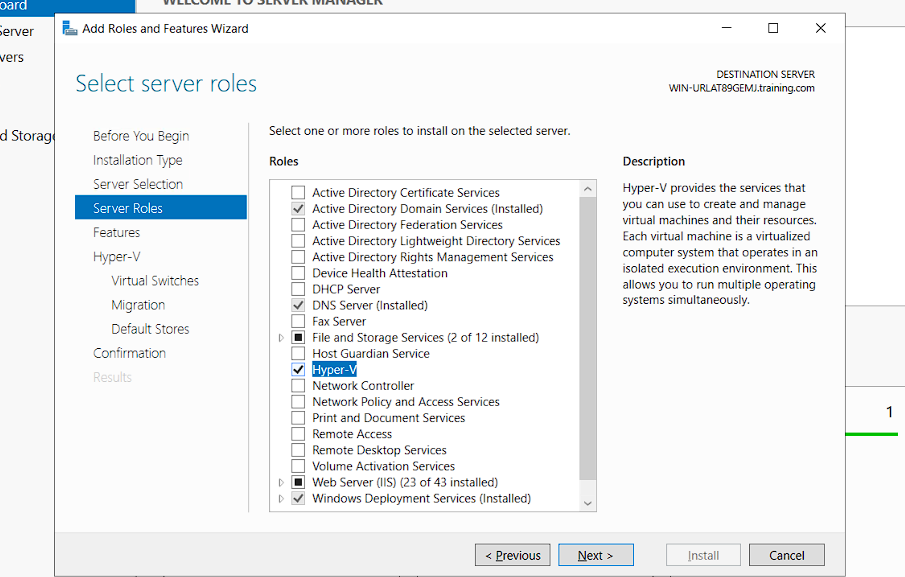 oard
WELCOME TO SERVER MANAGER
Server
vers
d Storage
Add Roles and Features Wizard
Select server roles
DESTINATION SERVER
WIN-URLAT89GEMJ.training.com
Before You Begin
Installation Type
Server Selection
Server Roles
Features
Hyper-V
Virtual Switches
Migration
Default Stores
Confirmation
Results
Select one or more roles to install on the selected server.
Roles
Active Directory Certificate Services
Active Directory Domain Services (Installed)
Active Directory Federation Services
Active Directory Lightweight Directory Services
Active Directory Rights Management Services
Device Health Attestation
DHCP Server
DNS Server (Installed)
Fax Server
File and Storage Services (2 of 12 installed)
Host Guardian Service
Hyper-V
Network Controller
Network Policy and Access Services
Print and Document Services
Remote Access
Remote Desktop Services
Volume Activation Services
Web Server (IIS) (23 of 43 installed)
Windows Deployment Services (Installed)
Description
Hyper-V provides the services that
you can use to create and manage
virtual machines and their resources.
Each virtual machine is a virtualized
computer system that operates in an
isolated execution environment. This
allows you to run multiple operating
systems simultaneously.
1
< Previous
Next >
Install
Cancel